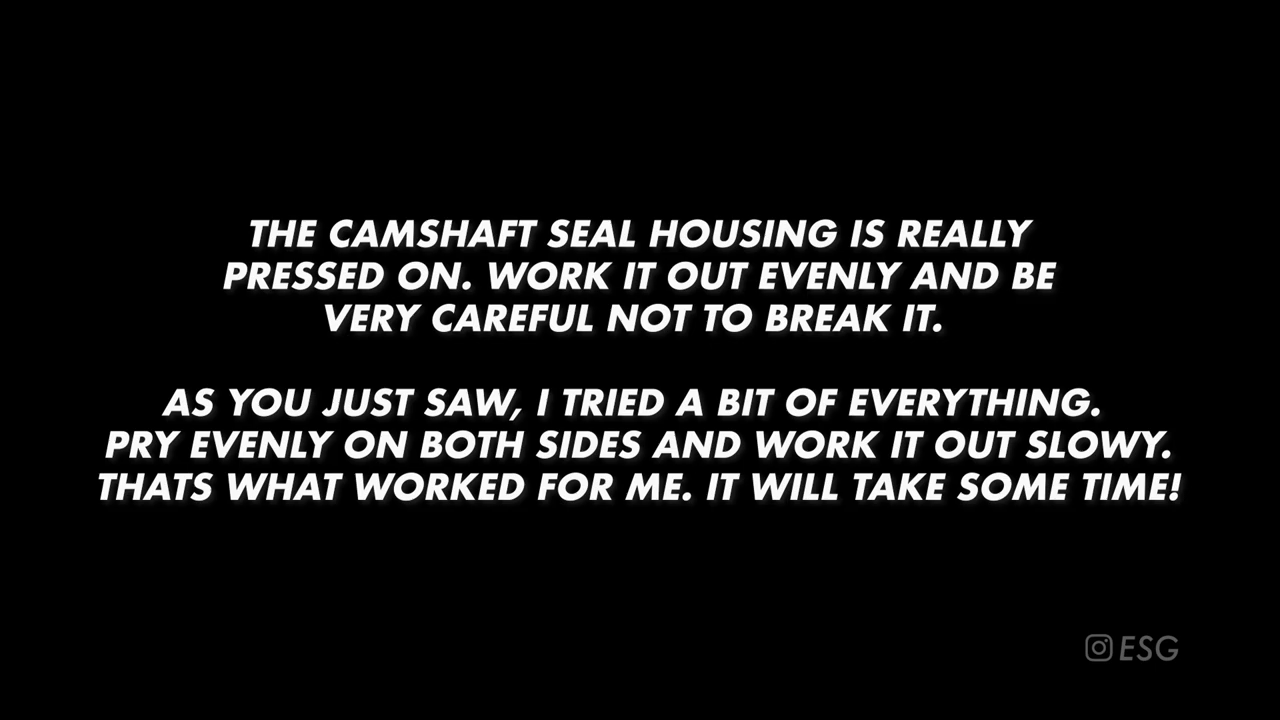 THE CAMSHAFT SEAL HOUSING IS REALLY
PRESSED ON. WORK IT OUT EVENLY AND BE
VERY CAREFUL NOT TO BREAK IT.
AS YOU JUST SAW, I TRIED A BIT OF EVERYTHING.
PRY EVENLY ON BOTH SIDES AND WORK IT OUT SLOWY.
THATS WHAT WORKED FOR ME. IT WILL TAKE SOME TIME!
ESG